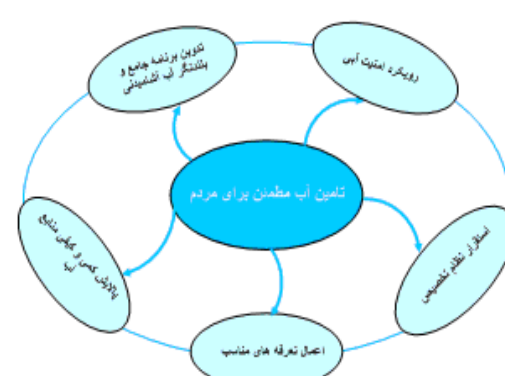 تدوین برنامه جامع و
بلندنگر آب آشامیدنی
رویکرد امنیت آبی
تامین آب مطمئن برای مردم
استقرار نظام تخصیص
پالایش کمی و کیفی منابع
آب
اعمال تعرفه های مناسب